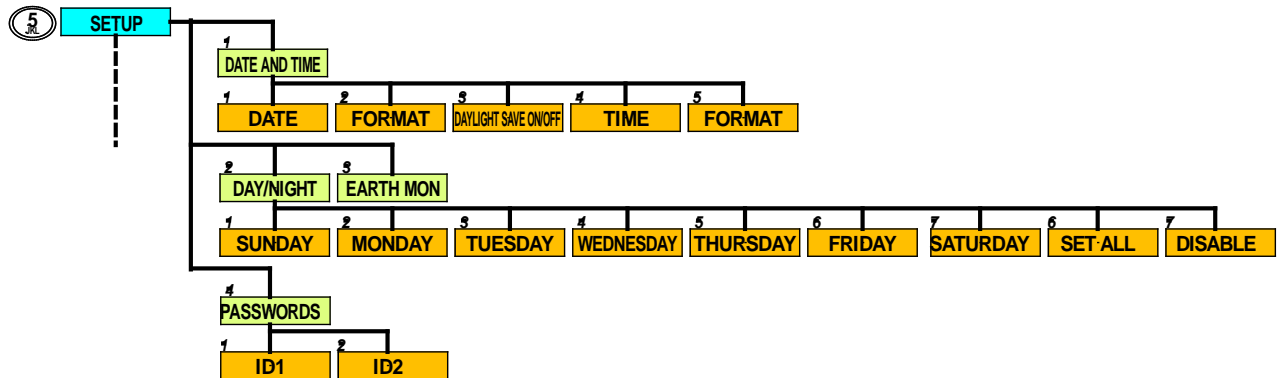 5
JKL
SETUP
1
DATE AND TIME
1 2 3 4 5
DATE FORMAT DAYLIGHT SAVE ON/OFF TIME FORMAT
2 3
DAY/NIGHT EARTH MON
1 2 3 4 5 6 7 6 7
SUNDAY MONDAY TUESDAY WEDNESDAY THURSDAY FRIDAY SATURDAY SET ALL DISABLE
4
PASSWORDS
1 2
ID1 ID2